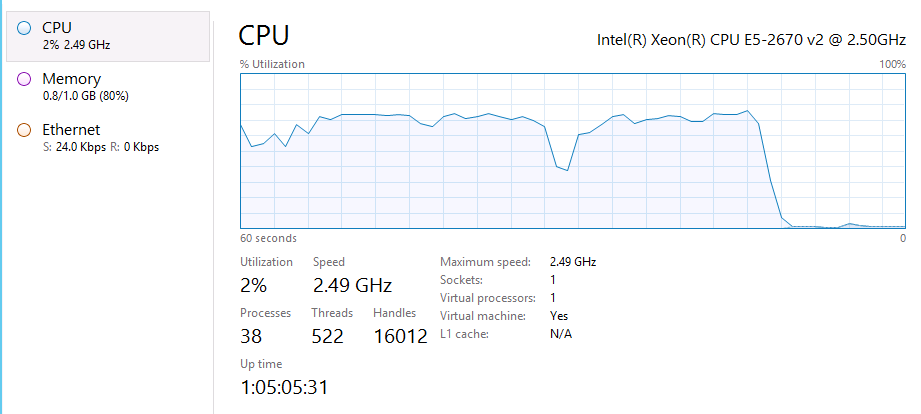 CPU
2% 2.49 GHz
Memory
0.8/1.0 GB (80%)
Ethernet
S: 24.0 Kbps R: 0 Kbps
CPU
Intel(R) Xeon(R) CPU E5-2670 v2 @ 2.50GHz
% Utilization 100%
60 seconds 0
Utilization Speed
2% 2.49 GHz
Processes Threads Handles
38 522 16012
Up time
1:05:05:31
Maximum speed: 2.49 GHz
Sockets: 1
Virtual processors: 1
Virtual machine: Yes
L1 cache: N/A